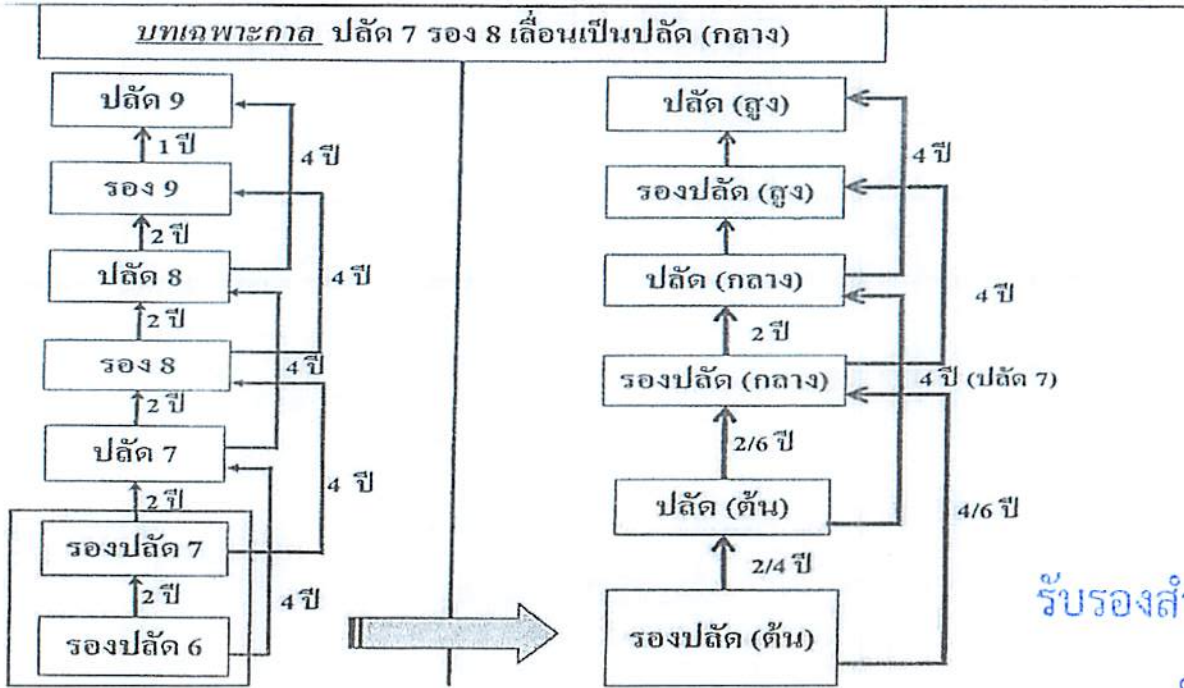 บทเฉพาะกาล ปลัด 7 รอง 8 เลื่อนเป็นปลัด (กลาง)
ปลัด 9
1 ปี
4 ปี
รอง 9
2 ปี
ปลัด 8
4 ปี
2 ปี
รอง 8
4 ปี
2 ปี
ปลัด 7
4 ปี
2 ปี
รองปลัด 7
2 ปี
4 ปี
รองปลัด 6
ปลัด (สูง)
4 ปี
รองปลัด (สูง)
ปลัด (กลาง)
4 ปี
2 ปี
รองปลัด (กลาง)
4 ปี (ปลัด 7)
2/6 ปี
ปลัด (ต้น)
4/6 ปี
2/4 ปี
รองปลัด (ต้น)
รับรอง